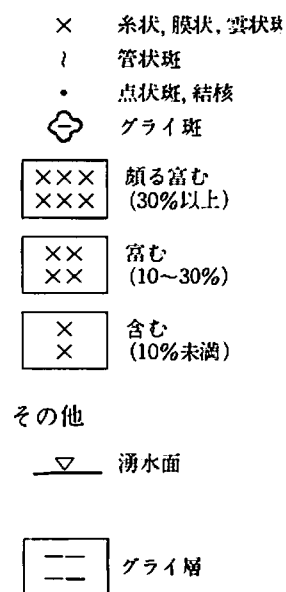 糸状, 膜状, 雲状斑
管状斑
点状斑, 結核
グライ斑
頗る富む
(30%以上)
富む
(10〜30%)
含む
(10%未満)
その他
湧水面
グライ層